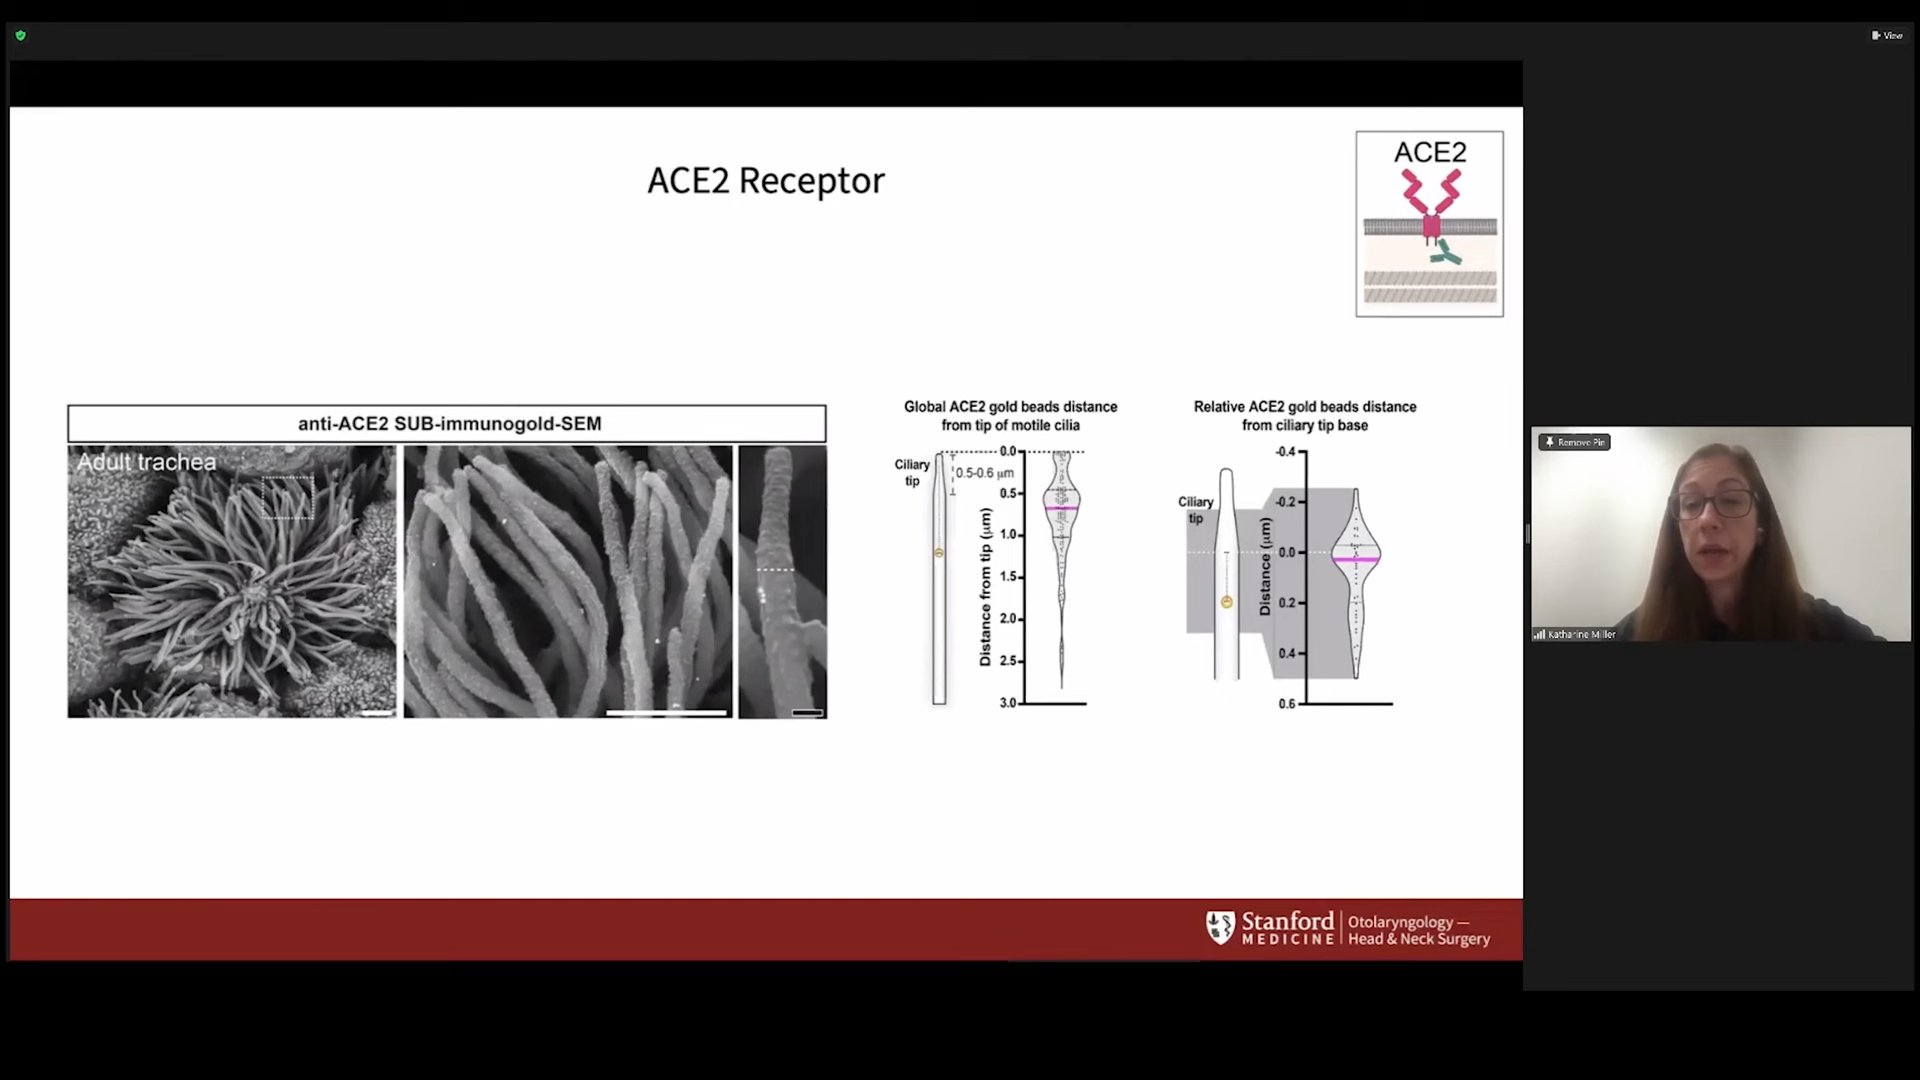 View
ACE2 Receptor
ACE2
anti-ACE2 SUB-immunogold-SEM
Adult trachea
Global ACE2 gold beads distance
from tip of motile cilia
Ciliary
tip
0.5-0.6 μm
Distance from tip (μm)
0.0
0.5
1.0
1.5
2.0
2.5
3.0
Relative ACE2 gold beads distance
from ciliary tip base
Ciliary
tip
Distance (μm)
-0.4
-0.2
0.0
0.2
0.4
0.6
Remove Pin
Katharine Miller
Stanford
MEDICINE
Otolaryngology —
Head & Neck Surgery